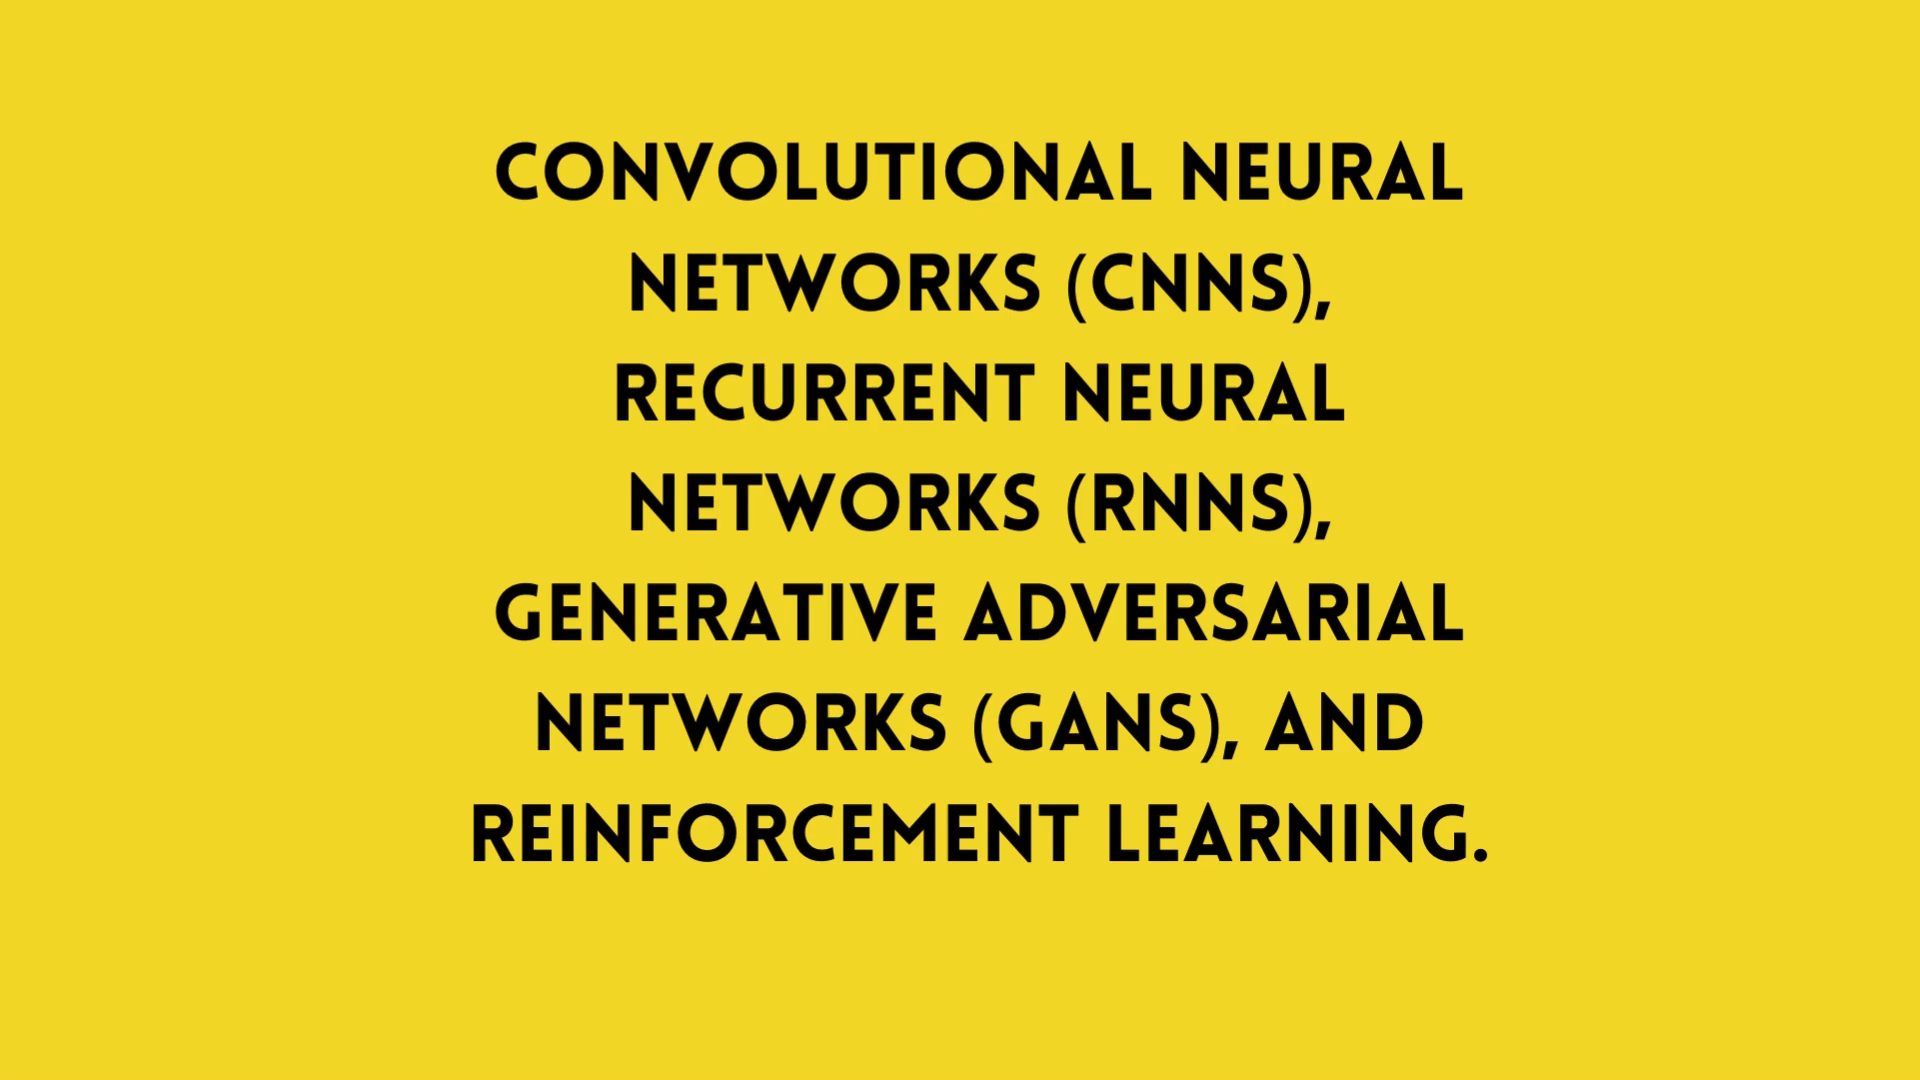 CONVOLUTIONAL NEURAL
NETWORKS (CNNS),
RECURRENT NEURAL
NETWORKS (RNNS),
GENERATIVE ADVERSARIAL
NETWORKS (GANS), AND
REINFORCEMENT LEARNING.